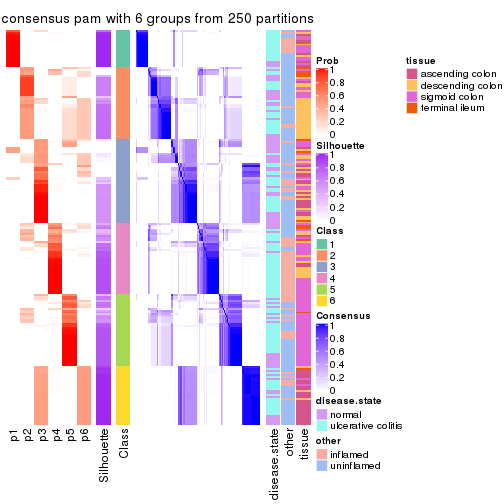 consensus pam with 6 groups from 250 partitions
Prob
1
0.8
0.6
0.4
0.2
0
Silhouette
1
0.8
0.6
0.4
0.2
0
Class
1
2
3
4
5
6
Consensus
1
0.8
0.6
0.4
0.2
0
disease.state
normal
ulcerative colitis
other
inflamed
uninflamed
tissue
ascending colon
descending colon
sigmoid colon
terminal ileum
p1
p2
p3
p4
p5
p6
Silhouette
Class
disease.state
other
tissue